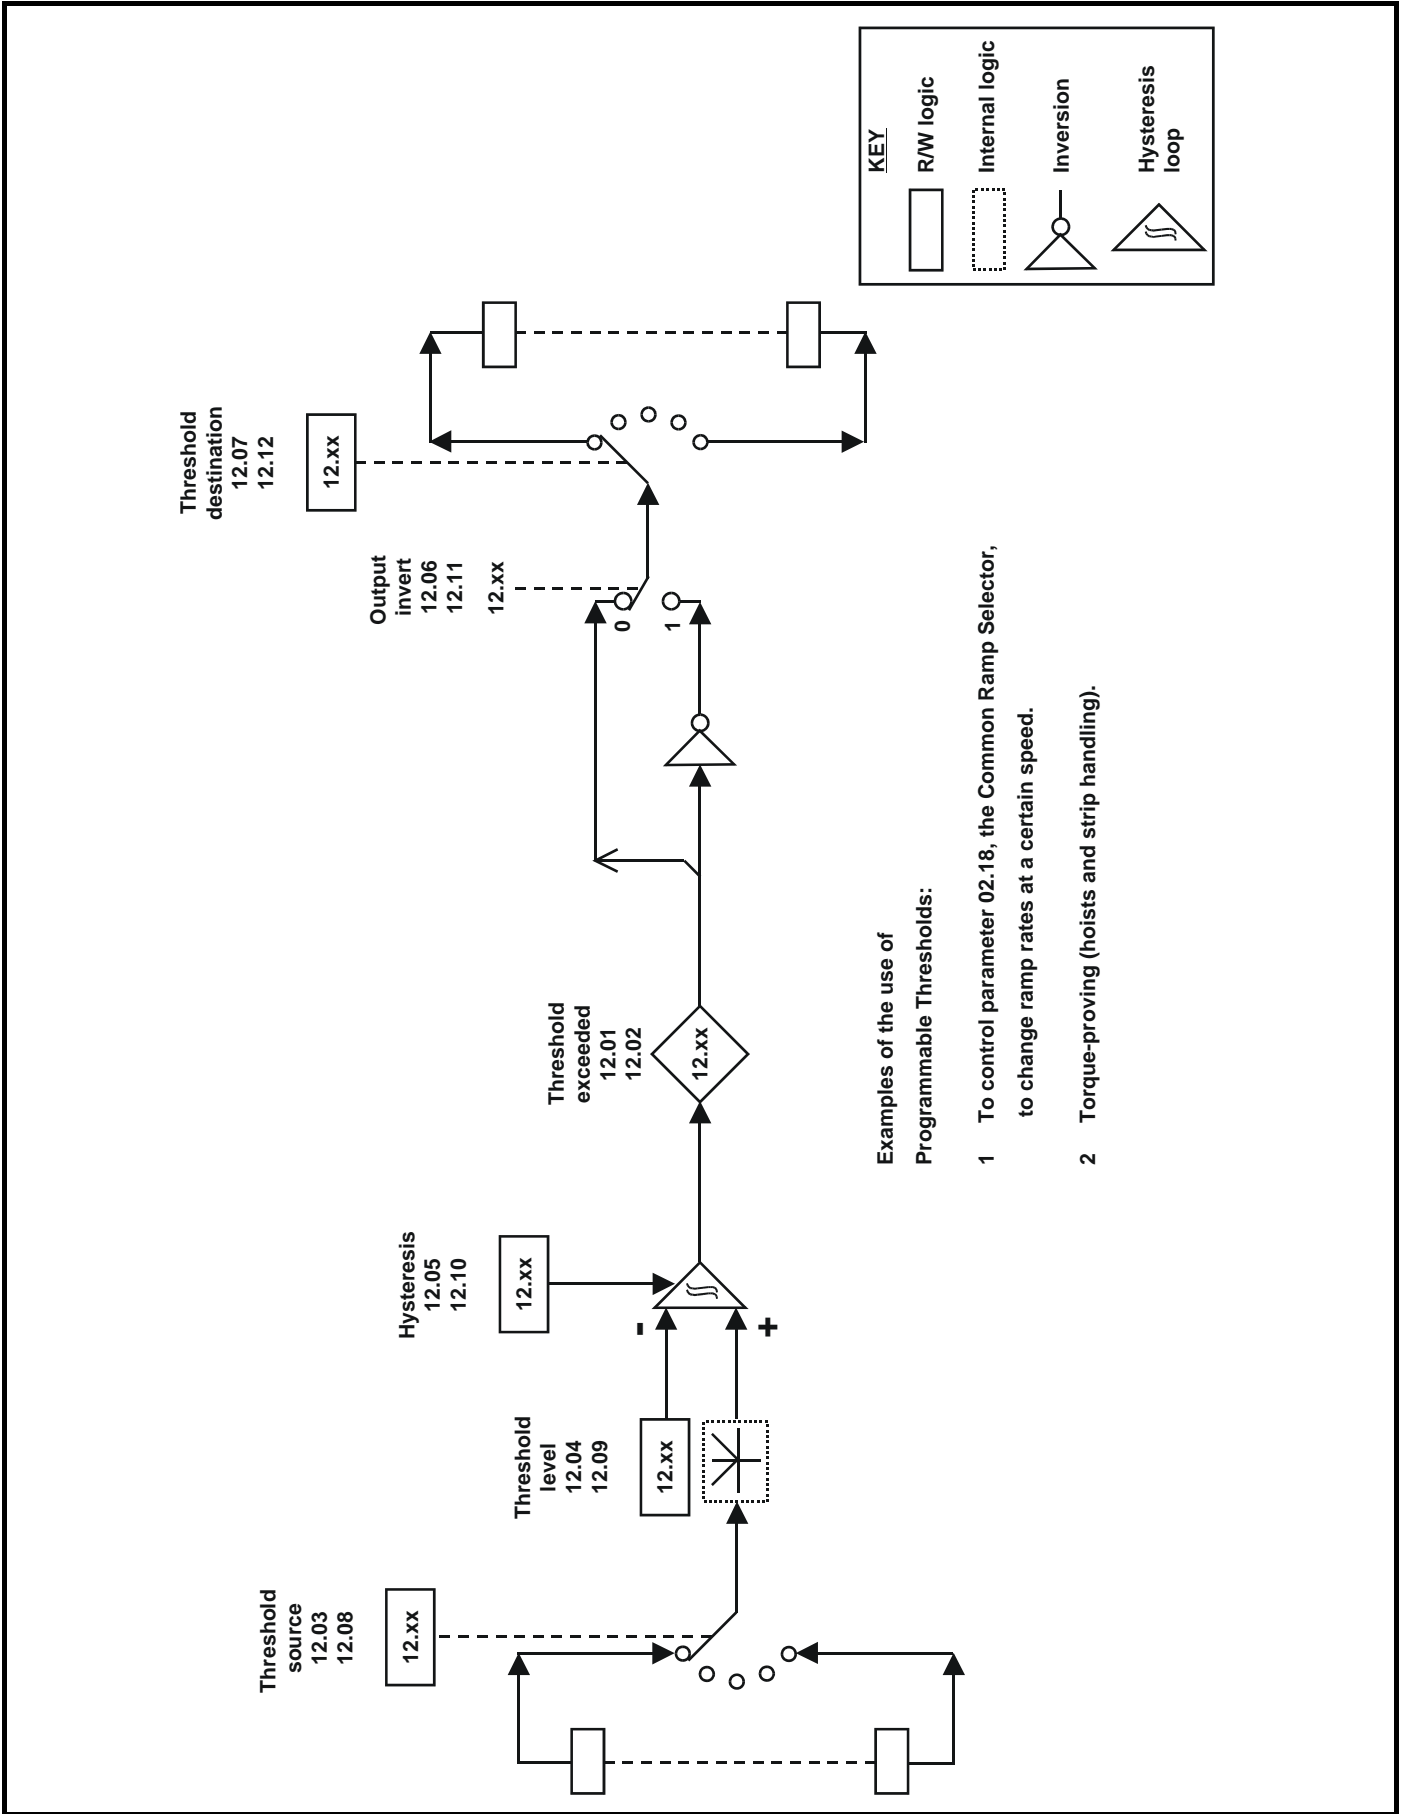 Threshold
source
12.03
12.08
12.xx
Threshold
level
12.04
12.09
12.xx
Hysteresis
12.05
12.10
12.xx
-
+
Threshold
exceeded
12.01
12.02
12.xx
Output
invert
12.06
12.11
12.xx
0
1
Threshold
destination
12.07
12.12
12.xx
Examples of the use of
Programmable Thresholds:
1 To control parameter 02.18, the Common Ramp Selector,
to change ramp rates at a certain speed.
2 Torque-proving (hoists and strip handling).
KEY
R/W logic
Internal logic
Inversion
Hysteresis
loop